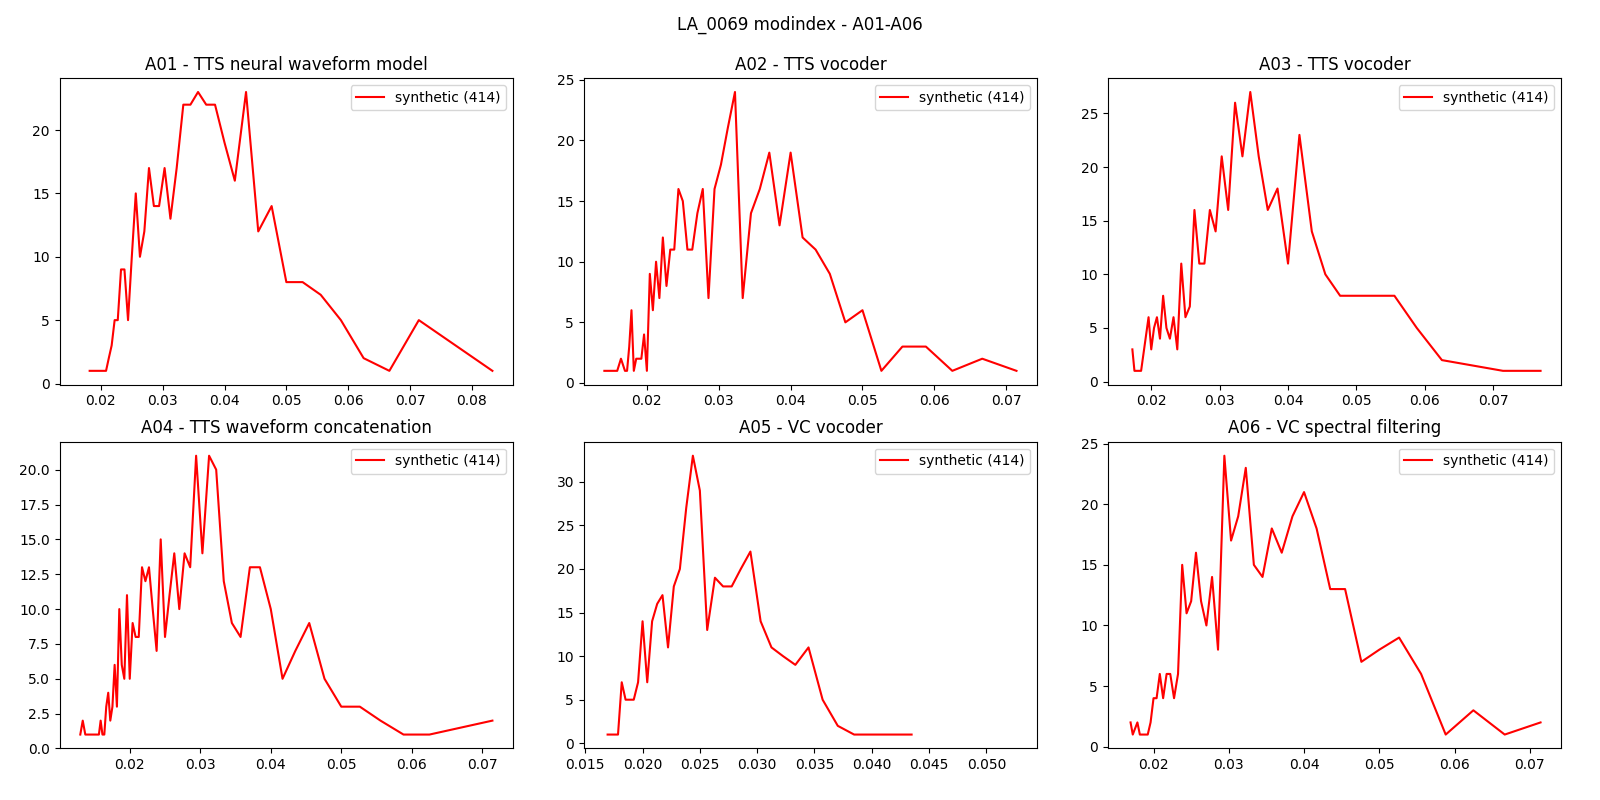 LA_0069 modindex - A01-A06
A01 - TTS neural waveform model
synthetic (414)
20
15
10
5
0
0.02 0.03 0.04 0.05 0.06 0.07 0.08
A02 - TTS vocoder
synthetic (414)
25
20
15
10
5
0
0.02 0.03 0.04 0.05 0.06 0.07
A03 - TTS vocoder
synthetic (414)
25
20
15
10
5
0
0.02 0.03 0.04 0.05 0.06 0.07
A04 - TTS waveform concatenation
synthetic (414)
20.0
17.5
15.0
12.5
10.0
7.5
5.0
2.5
0.0
0.02 0.03 0.04 0.05 0.06 0.07
A05 - VC vocoder
synthetic (414)
30
25
20
15
10
5
0
0.015 0.020 0.025 0.030 0.035 0.040 0.045 0.050
A06 - VC spectral filtering
synthetic (414)
25
20
15
10
5
0
0.02 0.03 0.04 0.05 0.06 0.07